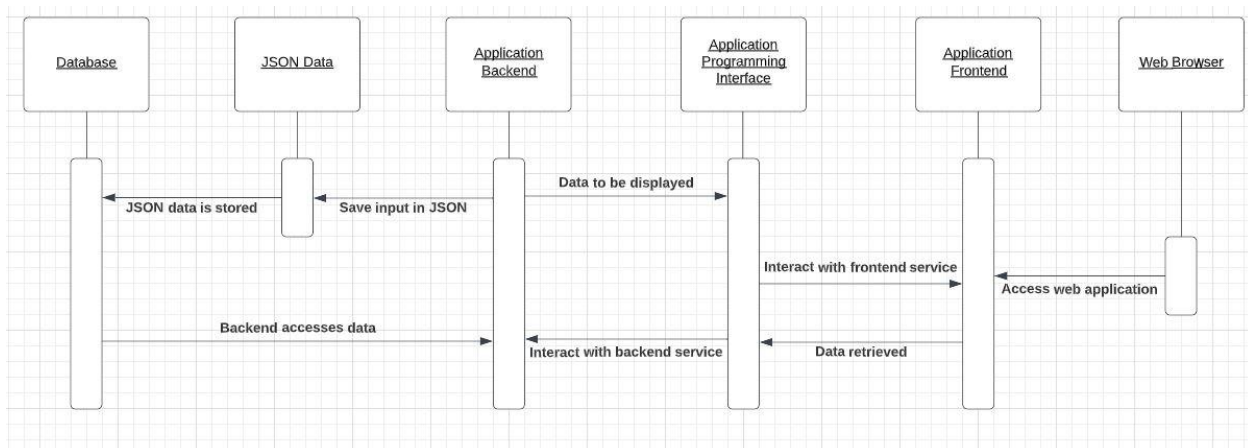 Database
JSON Data
Application
Backend
Application
Programming
Interface
Application
Frontend
Web Browser
Data to be displayed
JSON data is stored
Save input in JSON
Interact with frontend service
Access web application
Backend accesses data
Interact with backend service
Data retrieved